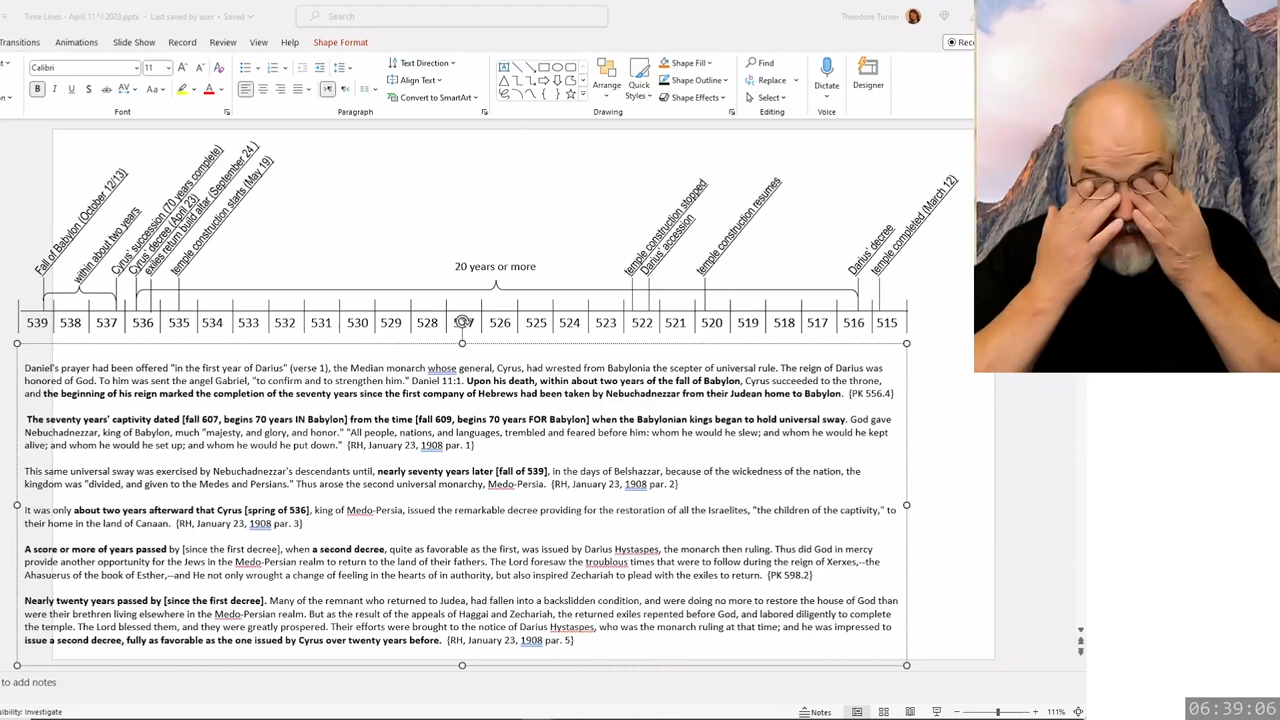 Time Lines - April 11^J 2023.pptx • Last saved by user • Saved
Search
Theodore Turner
Transitions Animations Slide Show Record Review View Help Shape Format
Calibri 11
Text Direction
Align Text
Convert to SmartArt
Arrange
Quick Styles
Shape Fill
Shape Outline
Shape Effects
Find
Replace
Select
Dictate
Designer
Font Paragraph Drawing Editing Voice Designer
Fall of Babylon (October 12/13)
within about two years
Cyrus' succession (70 years complete)
Cyrus decree (April 23)
exiles return build altar (September 24 )
temple construction starts (May 19)
20 years or more
temple construction stopped
Darius' accession
temple construction resumes
Darius' decree
temple completed (March 12)
539 538 537 536 535 534 532 531 530 529 528 526 525 524 523 522 521 520 519 518 517 516 515
Daniel's prayer had been offered "in the first year of Darius" (verse 1), the Median monarch whose general, Cyrus, had wrested from Babylonia the scepter of universal rule. The reign of Darius was
honored of God. To him was sent the angel Gabriel, "to confirm and to strengthen him." Daniel 11:1. Upon his death, within about two years of the fall of Babylon, Cyrus succeeded to the throne,
and the beginning of his reign marked the completion of the seventy years since the first company of Hebrews had been taken by Nebuchadnezzar from their Judean home to Babylon. {PK 556.4}
The seventy years' captivity dated [fall 607, begins 70 years IN Babylon] from the time [fall 609, begins 70 years FOR Babylon] when the Babylonian kings began to hold universal sway. God gave
Nebuchadnezzar, king of Babylon, much "majesty, and glory, and honor." "All people, nations, and languages, trembled and feared before him: whom he would he slew; and whom he would he kept
alive; and whom he would he set up; and whom he would he put down." {RH, January 23, 1908 par. 1}
This same universal sway was exercised by Nebuchadnezzar's descendants until, nearly seventy years later [fall of 539], in the days of Belshazzar, because of the wickedness of the nation, the
kingdom was "divided, and given to the Medes and Persians." Thus arose the second universal monarchy, Medo-Persia. {RH, January 23, 1908 par. 2}
It was only about two years afterward that Cyrus [spring of 536], king of Medo-Persia, issued the remarkable decree providing for the restoration of all the Israelites, "the children of the captivity," to
their home in the land of Canaan. {RH, January 23, 1908 par. 3}
A score or more of years passed by [since the first decree], when a second decree, quite as favorable as the first, was issued by Darius Hystaspes, the monarch then ruling. Thus did God in mercy
provide another opportunity for the Jews in the Medo-Persian realm to return to the land of their fathers. The Lord foresaw the troublous times that were to follow during the reign of Xerxes,--the
Ahasuerus of the book of Esther,--and He not only wrought a change of feeling in the hearts of in authority, but also inspired Zechariah to plead with the exiles to return. {PK 598.2}
Nearly twenty years passed by [since the first decree]. Many of the remnant who returned to Judea, had fallen into a backslidden condition, and were doing no more to restore the house of God than
were their brethren living elsewhere in the Medo-Persian realm. But as the result of the appeals of Haggai and Zechariah, the returned exiles repented before God, and labored diligently to complete
the temple. The Lord blessed them, and they were greatly prospered. Their efforts were brought to the notice of Darius Hystaspes, who was the monarch ruling at that time; and he was impressed to
issue a second decree, fully as favorable as the one issued by Cyrus over twenty years before. {RH, January 23, 1908 par. 5}
to add notes
Investigate
Notes
111%
06:39:06